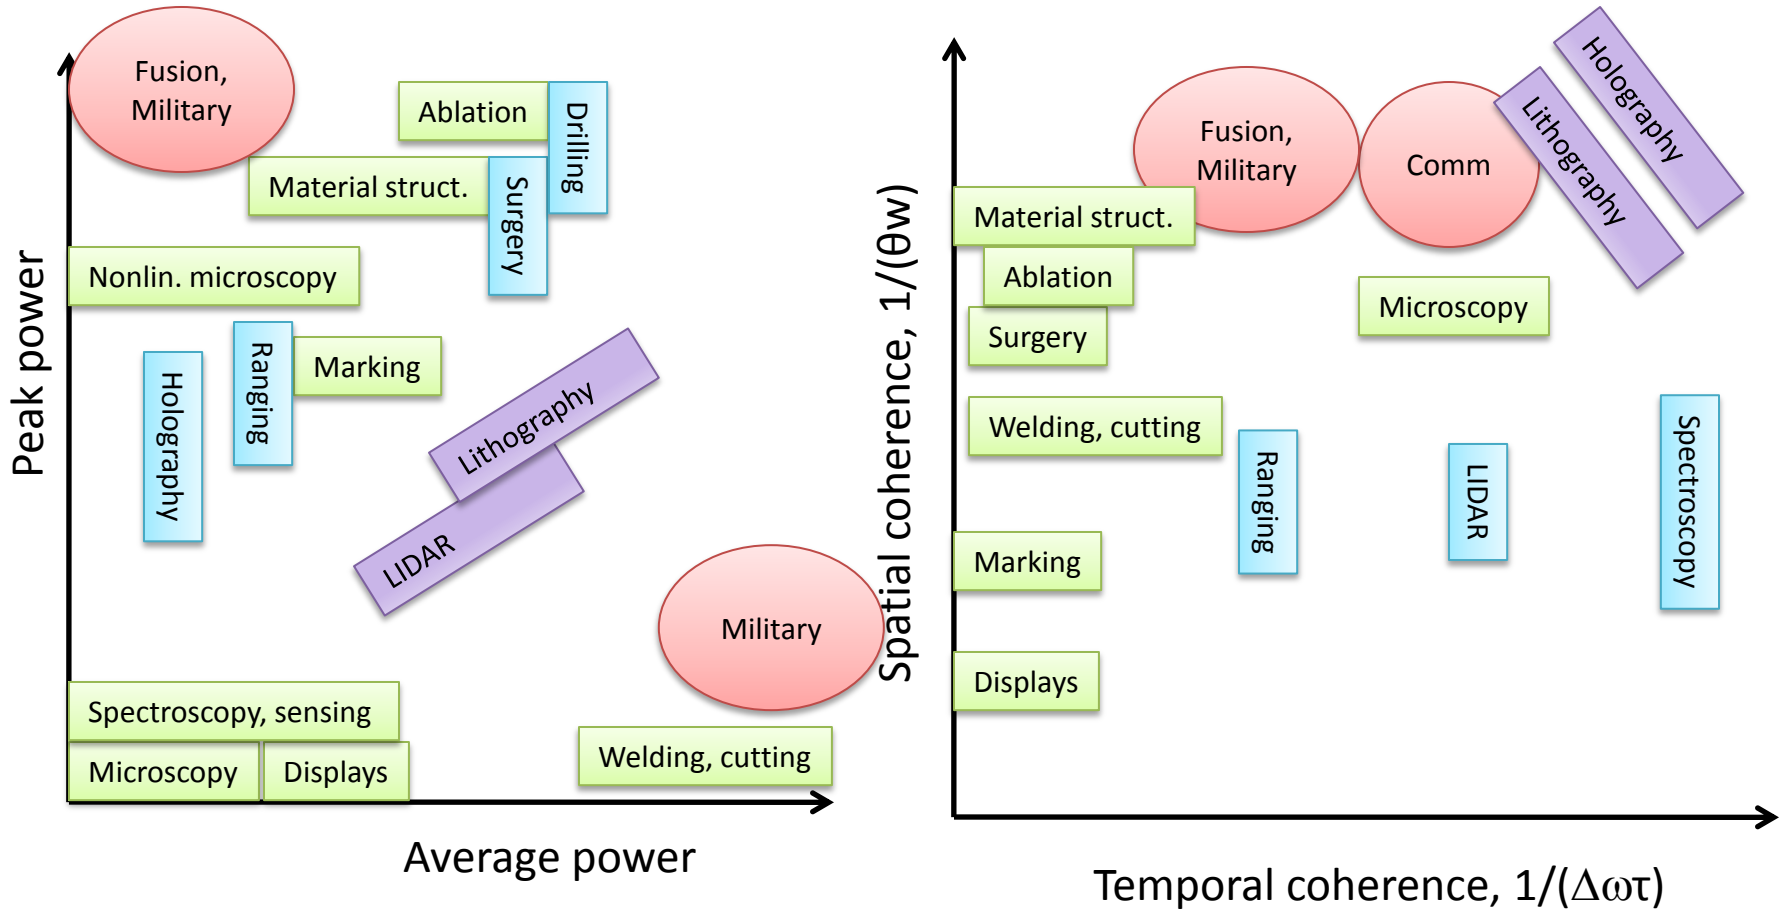 Fusion,
Military
Ablation
Drilling
Material struct.
Surgery
Nonlin. microscopy
Ranging
Marking
Holography
Lithography
LIDAR
Military
Spectroscopy, sensing
Microscopy
Displays
Welding, cutting
Peak power
Average power
Holography
Lithography
Fusion,
Military
Comm
Material struct.
Ablation
Microscopy
Surgery
Welding, cutting
Ranging
LIDAR
Spectroscopy
Marking
Displays
Spatial coherence, 1/(θw)
Temporal coherence, 1/(Δωτ)